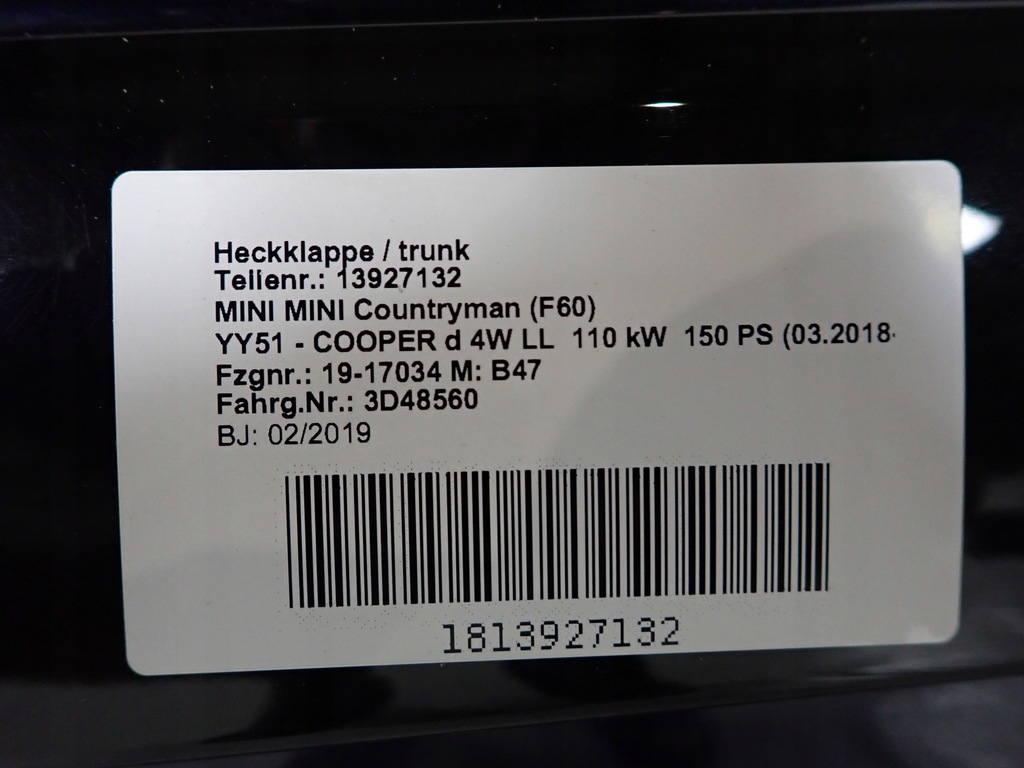 Heckklappe / trunk
Teilenr.: 13927132
MINI MINI Countryman (F60)
YY51 - COOPER d 4W LL 110 kW 150 PS (03.2018-
Fzgnr.: 19-17034 M: B47
Fahrg.Nr.: 3D48560
BJ: 02/2019
1813927132